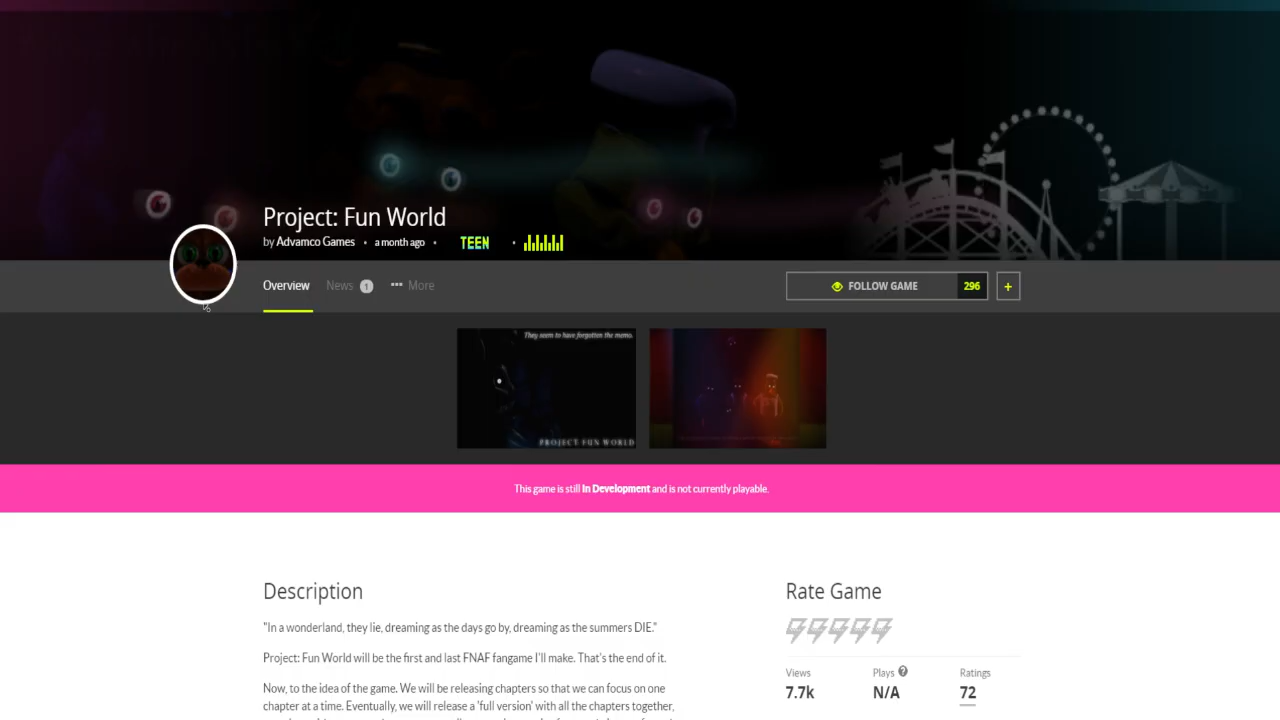 Project: Fun World
by Advamco Games • a month ago • TEEN •
Overview News 1 ••• More
FOLLOW GAME 296 +
They seem to have forgotten the memo.
PROJECT FUN WORLD
This game is still In Development and is not currently playable.
Description
"In a wonderland, they lie, dreaming as the days go by, dreaming as the summers DIE."
Project: Fun World will be the first and last FNAF fangame I'll make. That's the end of it.
Now, to the idea of the game. We will be releasing chapters so that we can focus on one
chapter at a time. Eventually, we will release a 'full version' with all the chapters together,
Rate Game
Views Plays ? Ratings
7.7k N/A 72